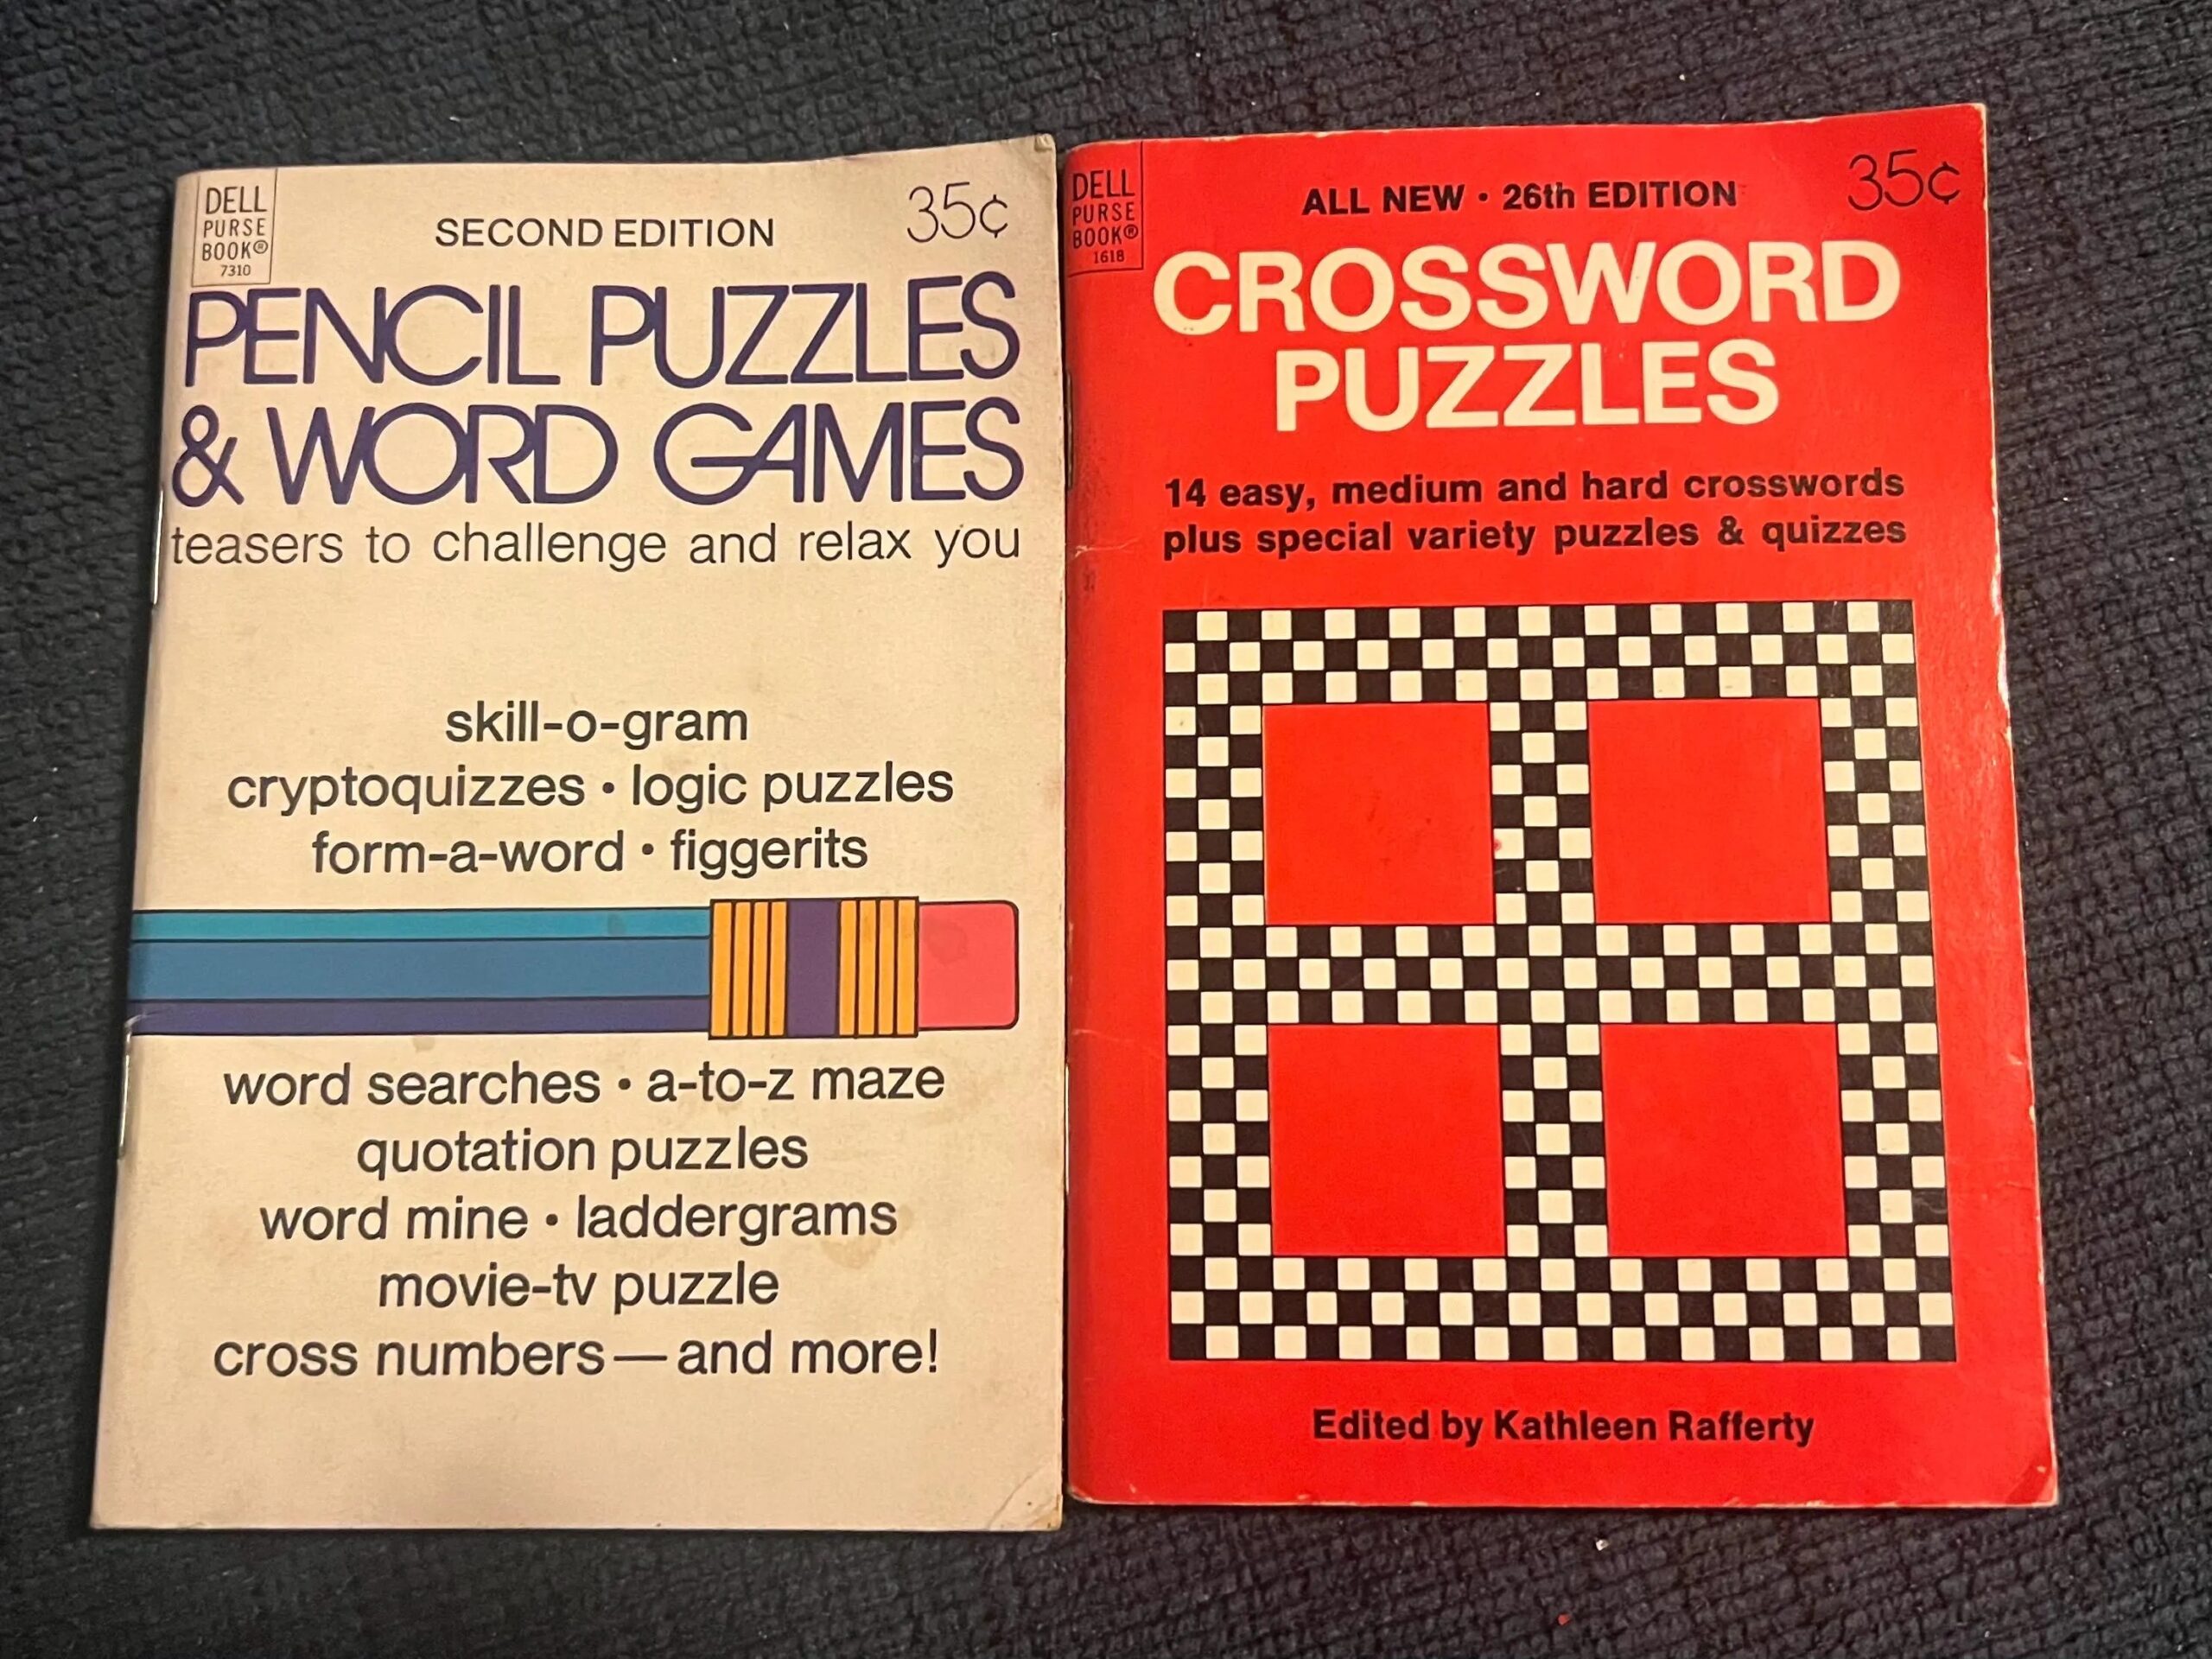 DELL
PURSE
BOOK®
7310
SECOND EDITION
35¢
PENCIL PUZZLES
& WORD GAMES
teasers to challenge and relax you
skill-o-gram
cryptoquizzes • logic puzzles
form-a-word • figgerits
word searches • a-to-z maze
quotation puzzles
word mine • laddergrams
movie-tv puzzle
cross numbers — and more!
DELL
PURSE
BOOK®
1618
ALL NEW • 26th EDITION
35¢
CROSSWORD
PUZZLES
14 easy, medium and hard crosswords
plus special variety puzzles & quizzes
Edited by Kathleen Rafferty